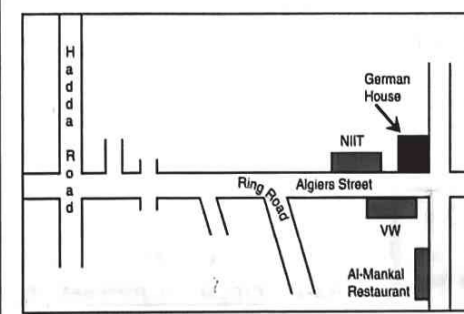 Hadda Road
German
House
NIIT
Ring Road
Algiers Street
VW
Al-Mankal
Restaurant